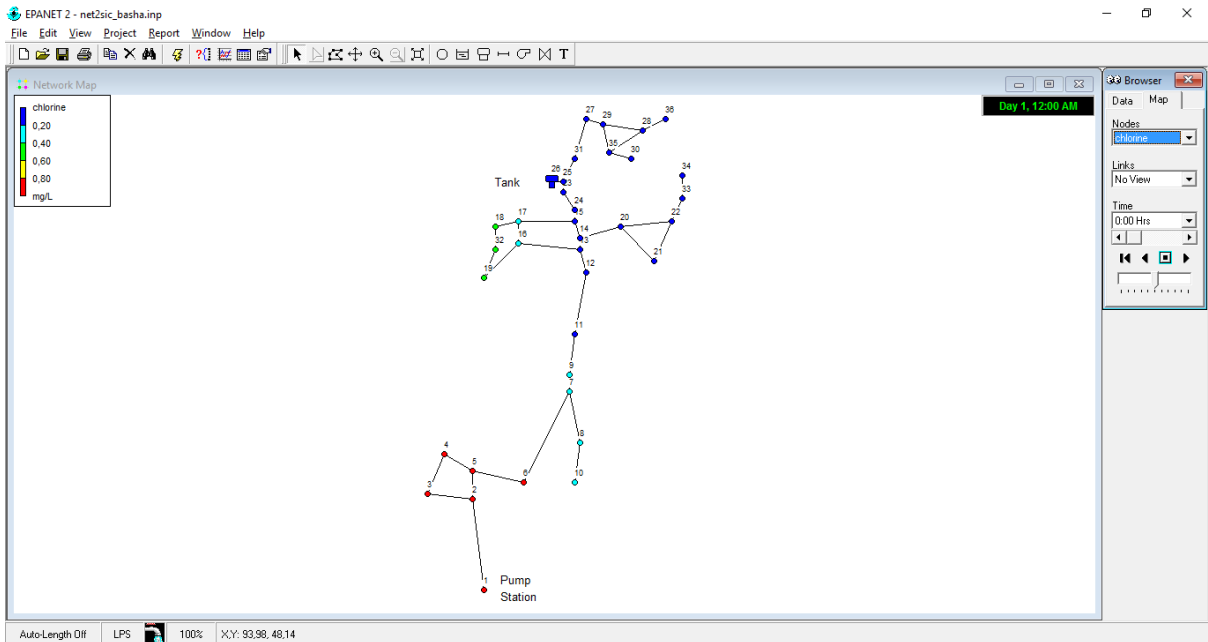 EPANET 2 - net2sic_basha.inp
File Edit View Project Report Window Help
T
Network Map
chlorine
0,20
0,40
0,60
0,80
mg/L
Day 1, 12:00 AM
Browser
Data Map
Nodes
chlorine
Links
No View
Time
0:00 Hrs
27
36
29
28
35
30
31
26
25
Tank
23
34
33
24
18
17
15
20
22
14
32
16
13
21
19
12
11
9
7
4
8
5
6
10
3
2
1
Pump
Station
Auto-Length Off LPS 100% X,Y: 93,98, 48,14